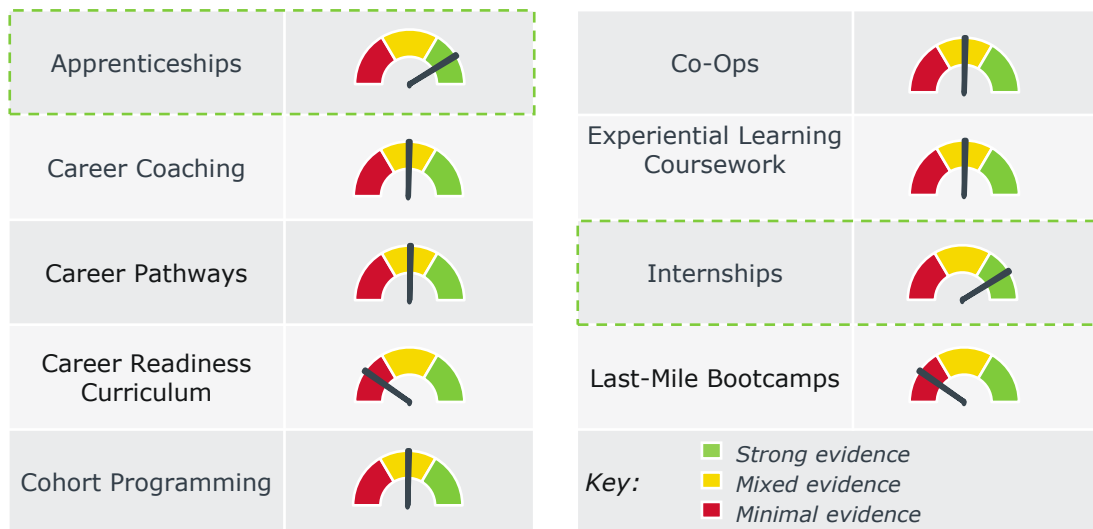 Apprenticeships
Career Coaching
Career Pathways
Career Readiness
Curriculum
Cohort Programming
Co-Ops
Experiential Learning
Coursework
Internships
Last-Mile Bootcamps
Key:
Strong evidence
Mixed evidence
Minimal evidence